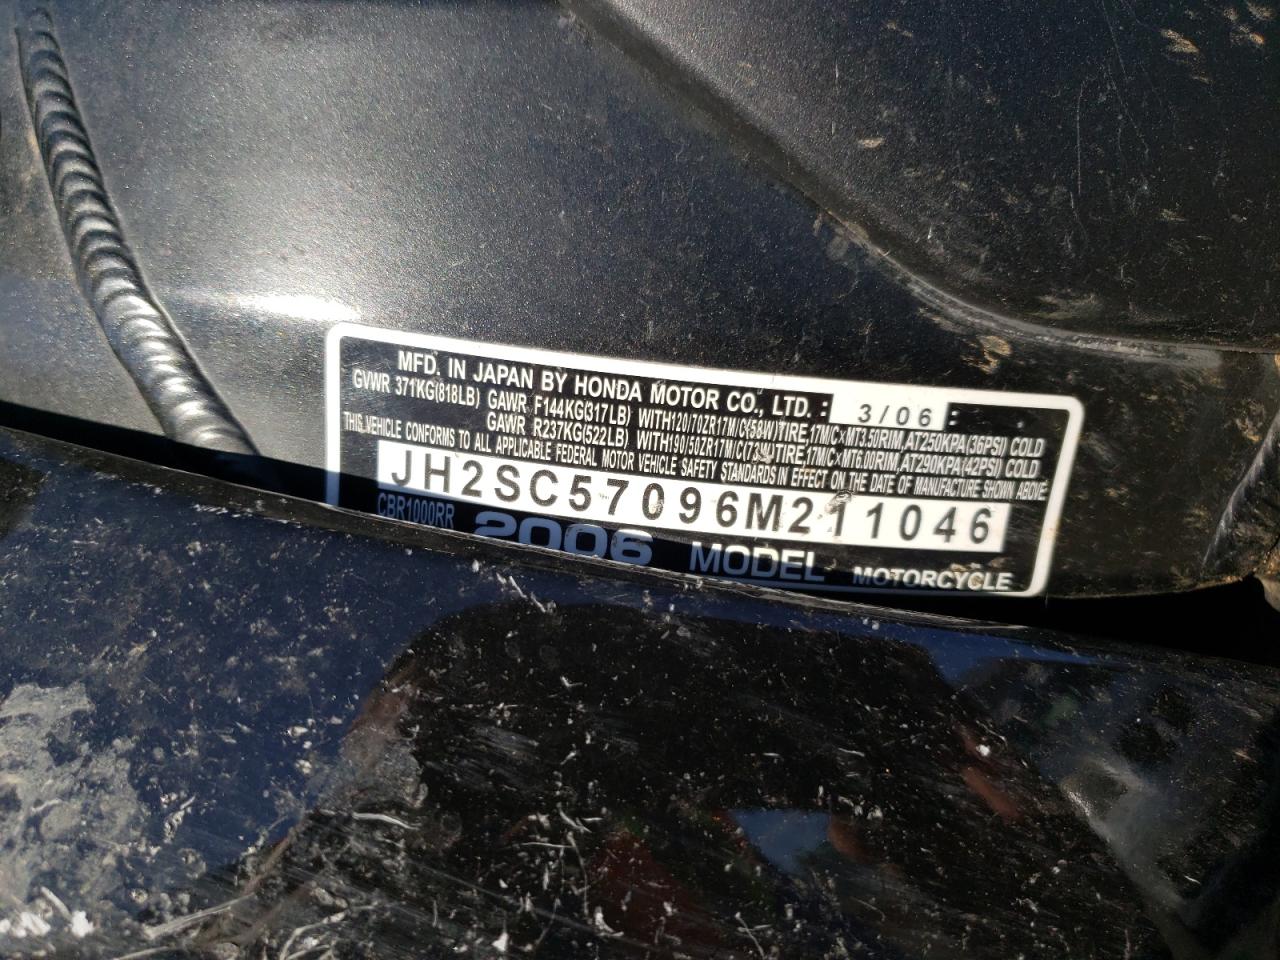 MFD. IN JAPAN BY HONDA MOTOR CO., LTD. : 3/06 :
GVWR 371KG(818LB) GAWR F144KG(317LB) WITH120/70ZR17M/C(58W)TIRE,17M/C×MT3.50RIM,AT250KPA(36PSI) COLD
GAWR R237KG(522LB) WITH190/50ZR17M/C(73W)TIRE,17M/C×MT6.00RIM,AT290KPA(42PSI) COLD
THIS VEHICLE CONFORMS TO ALL APPLICABLE FEDERAL MOTOR VEHICLE SAFETY STANDARDS IN EFFECT ON THE DATE OF MANUFACTURE SHOWN ABOVE
JH2SC57096M211046
CBR1000RR 2006 MODEL MOTORCYCLE